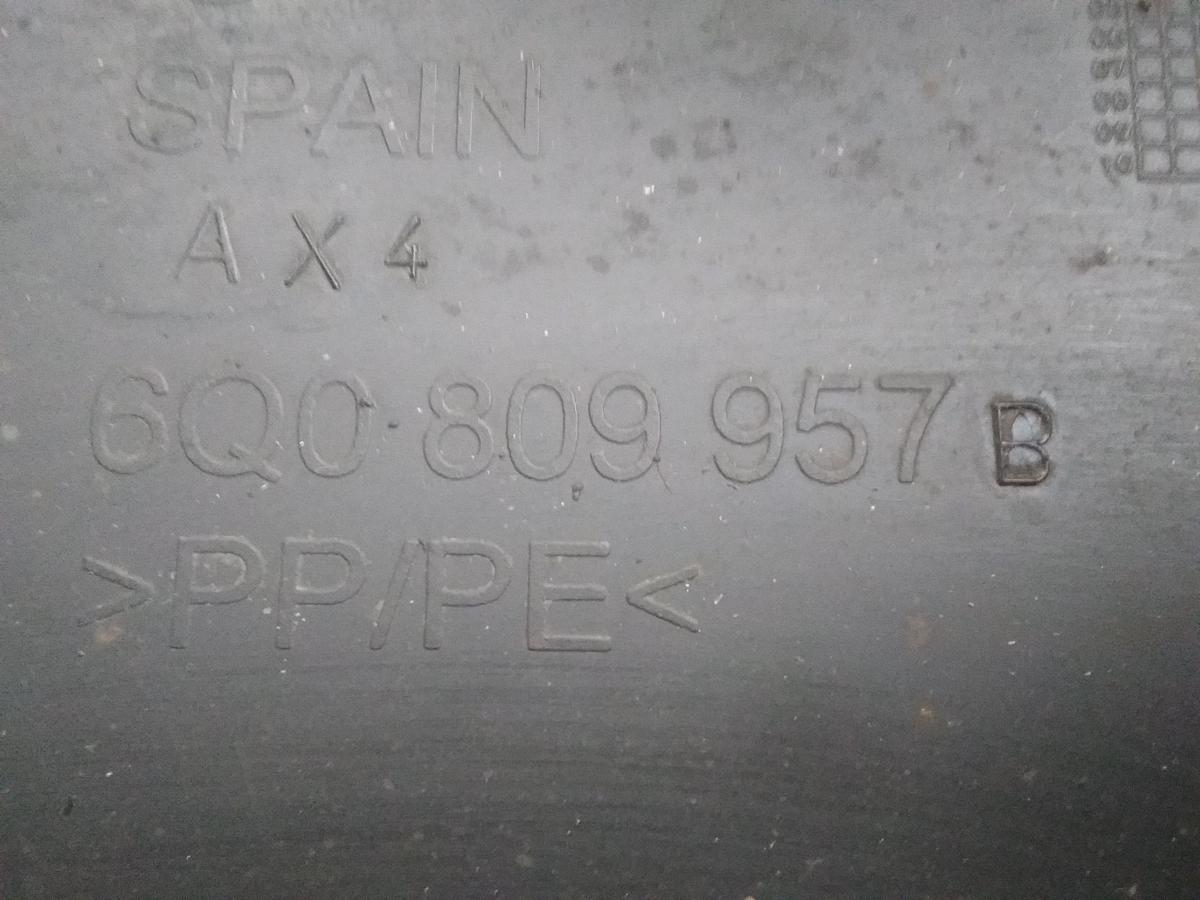 SPAIN
A X 4
6Q0 809 957 B
>PP/PE<